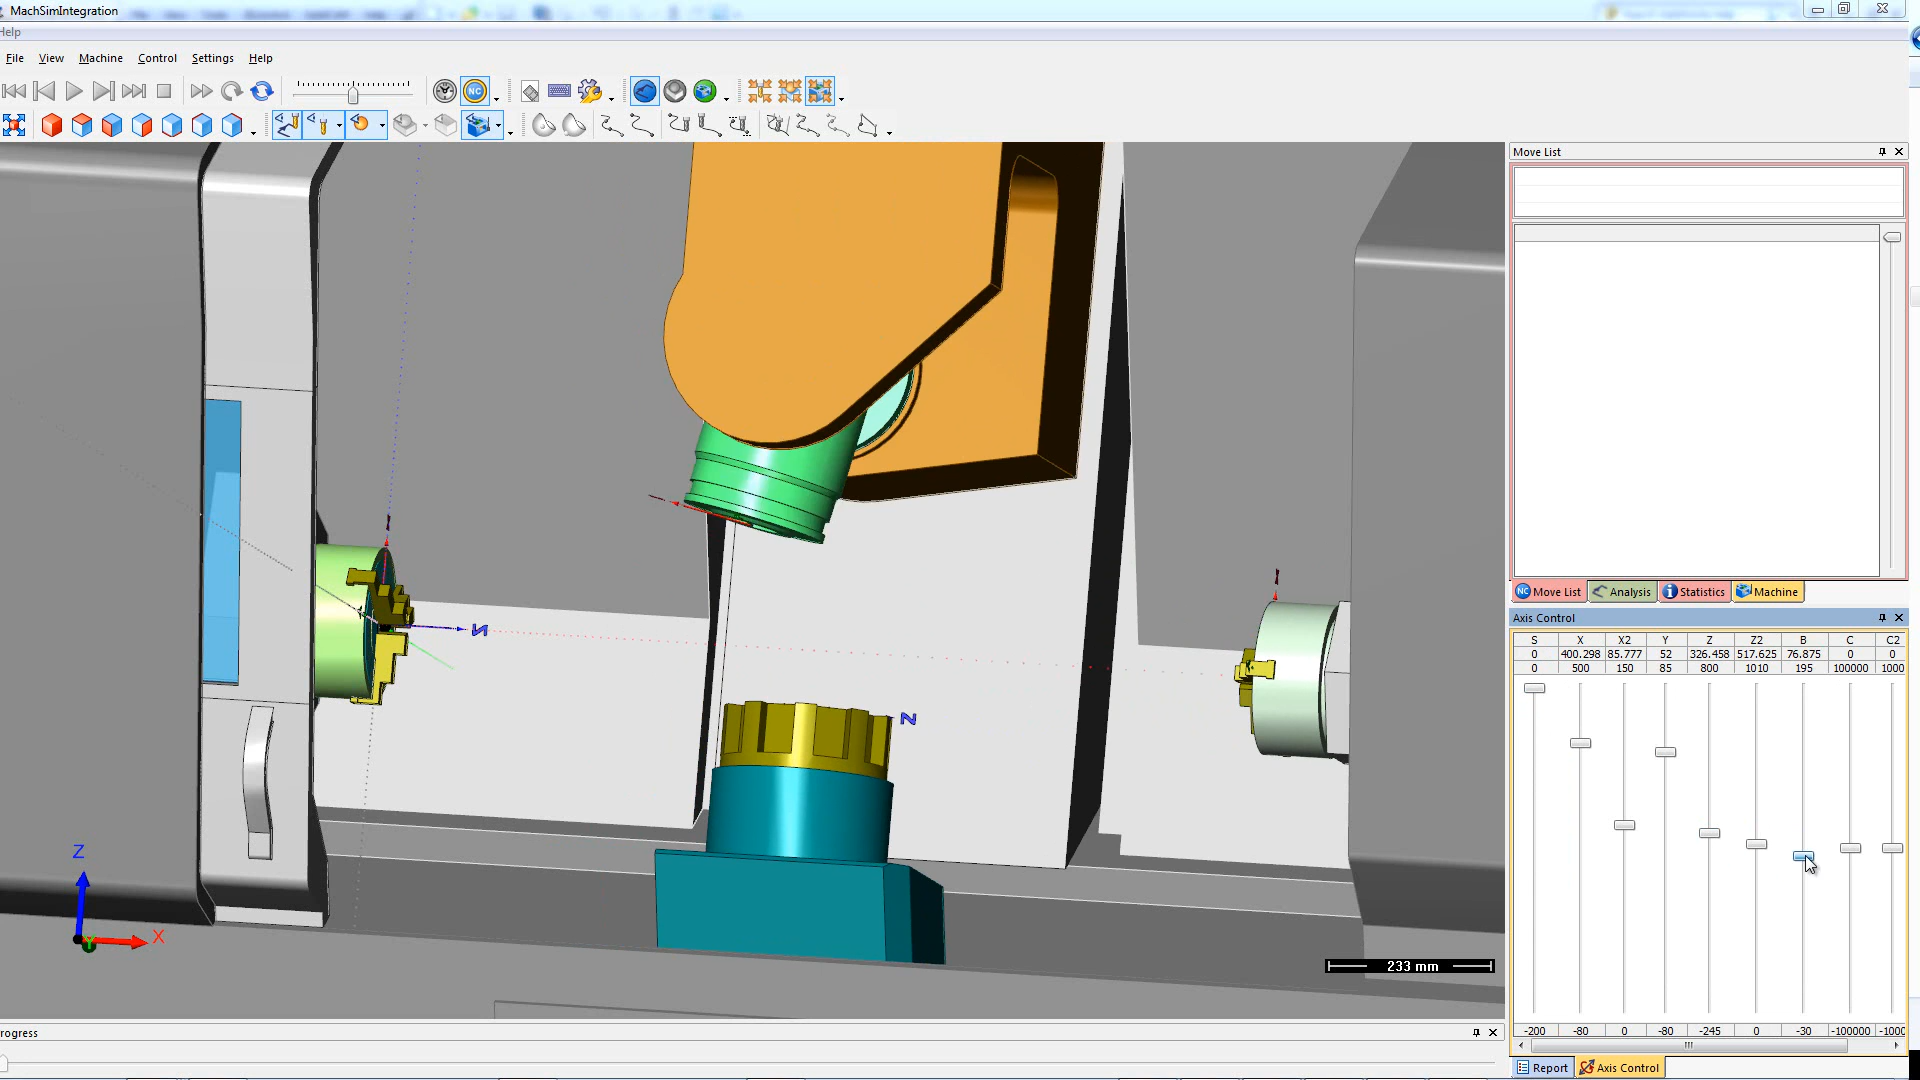 MachSimIntegration
Help
File View Machine Control Settings Help
NC
Move List
N
Z
NC Move List Analysis Statistics Machine
Axis Control
S X X2 Y Z Z2 B C C2
0 400.298 85.777 52 326.458 517.625 76.875 0 0
0 500 150 85 800 1010 195 100000 1000
Z
X
Y
233 mm
-200 -80 0 -80 -245 0 -30 -100000 -1000
rogress
Report Axis Control